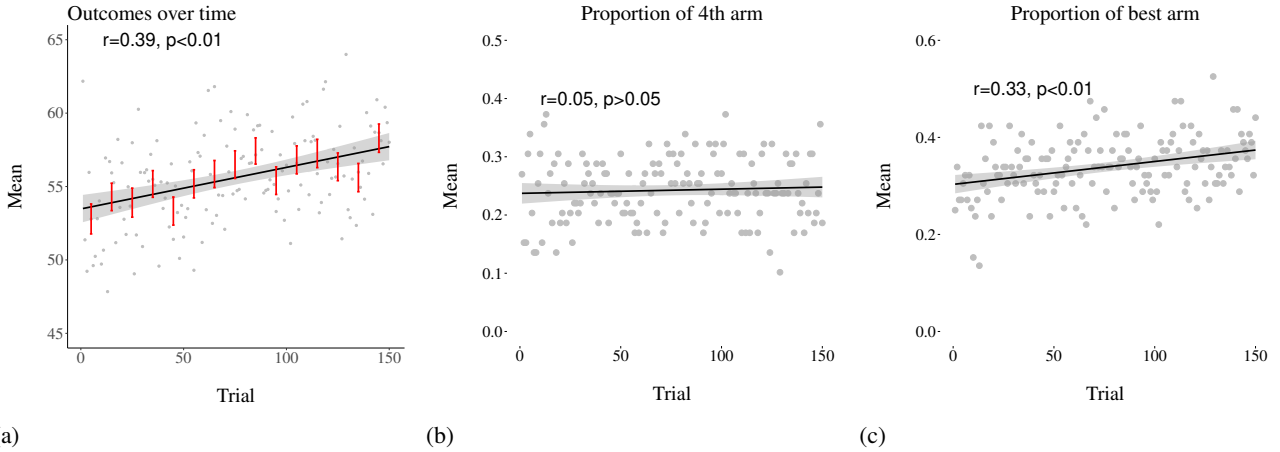 Outcomes over time
r=0.39, p<0.01
65
60
55
50
45
Mean
0
50
100
150
Trial
a)
Proportion of 4th arm
r=0.05, p>0.05
0.5
0.4
0.3
0.2
0.1
0.0
Mean
0
50
100
150
Trial
(b)
Proportion of best arm
r=0.33, p<0.01
0.6
0.4
0.2
0.0
Mean
0
50
100
150
Trial
(c)